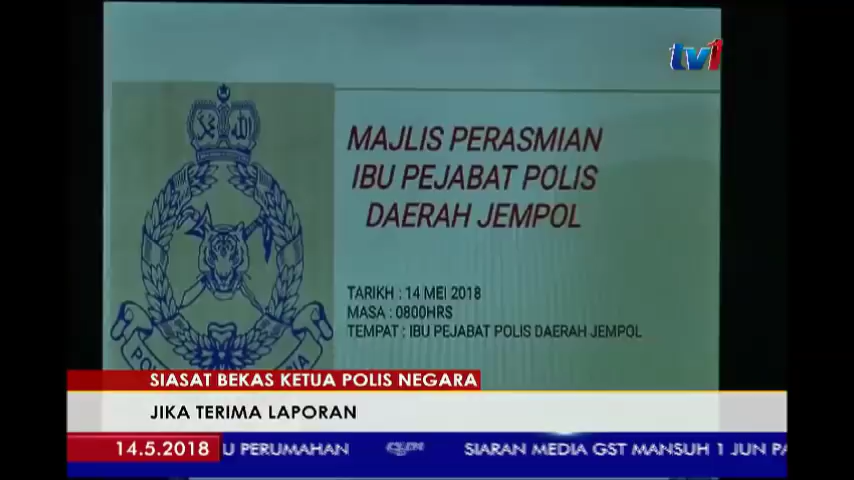 tv1
MAJLIS PERASMIAN
IBU PEJABAT POLIS
DAERAH JEMPOL
TARIKH : 14 MEI 2018
MASA : 0800HRS
TEMPAT : IBU PEJABAT POLIS DAERAH JEMPOL
SIASAT BEKAS KETUA POLIS NEGARA
JIKA TERIMA LAPORAN
14.5.2018 U PERUMAHAN SIARAN MEDIA GST MANSUH 1 JUN PA